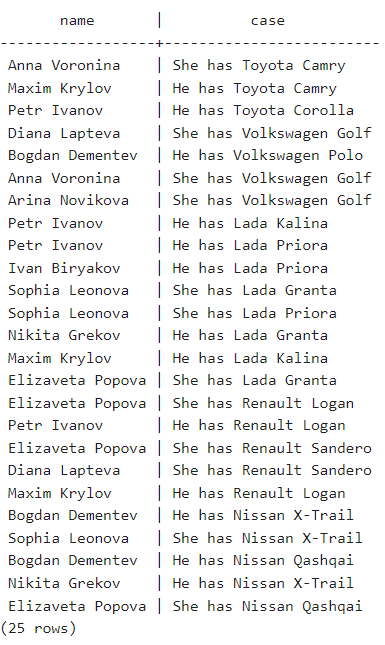 name | case
-----------------+------------------------
Anna Voronina | She has Toyota Camry
Maxim Krylov | He has Toyota Camry
Petr Ivanov | He has Toyota Corolla
Diana Lapteva | She has Volkswagen Golf
Bogdan Dementev | He has Volkswagen Polo
Anna Voronina | She has Volkswagen Golf
Arina Novikova | She has Volkswagen Golf
Petr Ivanov | He has Lada Kalina
Petr Ivanov | He has Lada Priora
Ivan Biryakov | He has Lada Priora
Sophia Leonova | She has Lada Granta
Sophia Leonova | She has Lada Priora
Nikita Grekov | He has Lada Granta
Maxim Krylov | He has Lada Kalina
Elizaveta Popova | She has Lada Granta
Elizaveta Popova | She has Renault Logan
Petr Ivanov | He has Renault Logan
Elizaveta Popova | She has Renault Sandero
Diana Lapteva | She has Renault Sandero
Maxim Krylov | He has Renault Logan
Bogdan Dementev | He has Nissan X-Trail
Sophia Leonova | She has Nissan X-Trail
Bogdan Dementev | He has Nissan Qashqai
Nikita Grekov | He has Nissan X-Trail
Elizaveta Popova | She has Nissan Qashqai
(25 rows)